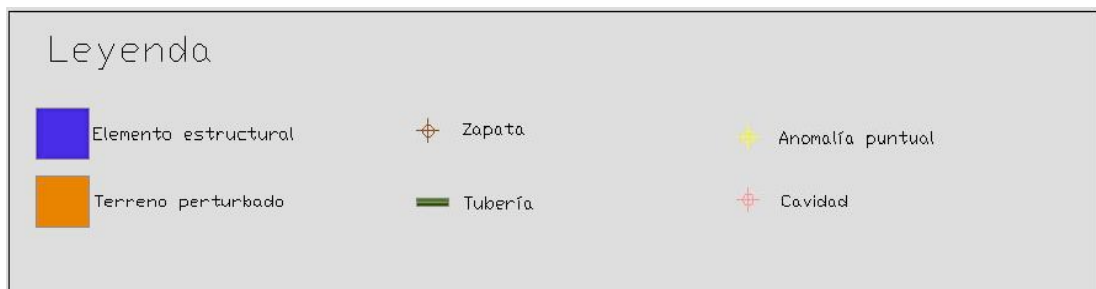 Leyenda
Elemento estructural
Zapata
Anomalía puntual
Terreno perturbado
Tubería
Cavidad